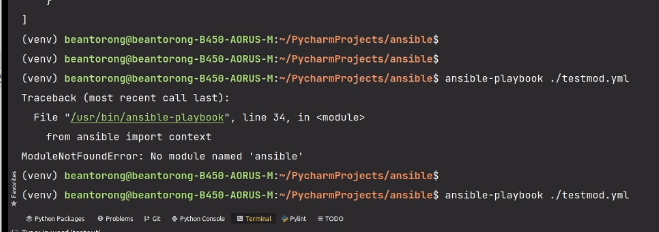 ]
(venv) beantorong@beantorong-B450-AORUS-M:~/PycharmProjects/ansible$
(venv) beantorong@beantorong-B450-AORUS-M:~/PycharmProjects/ansible$
(venv) beantorong@beantorong-B450-AORUS-M:~/PycharmProjects/ansible$ ansible-playbook ./testmod.yml
Traceback (most recent call last):
File "/usr/bin/ansible-playbook", line 34, in <module>
from ansible import context
ModuleNotFoundError: No module named 'ansible'
(venv) beantorong@beantorong-B450-AORUS-M:~/PycharmProjects/ansible$
(venv) beantorong@beantorong-B450-AORUS-M:~/PycharmProjects/ansible$ ansible-playbook ./testmod.yml
Favorites
Python Packages Problems Git Python Console Terminal Pylint TODO